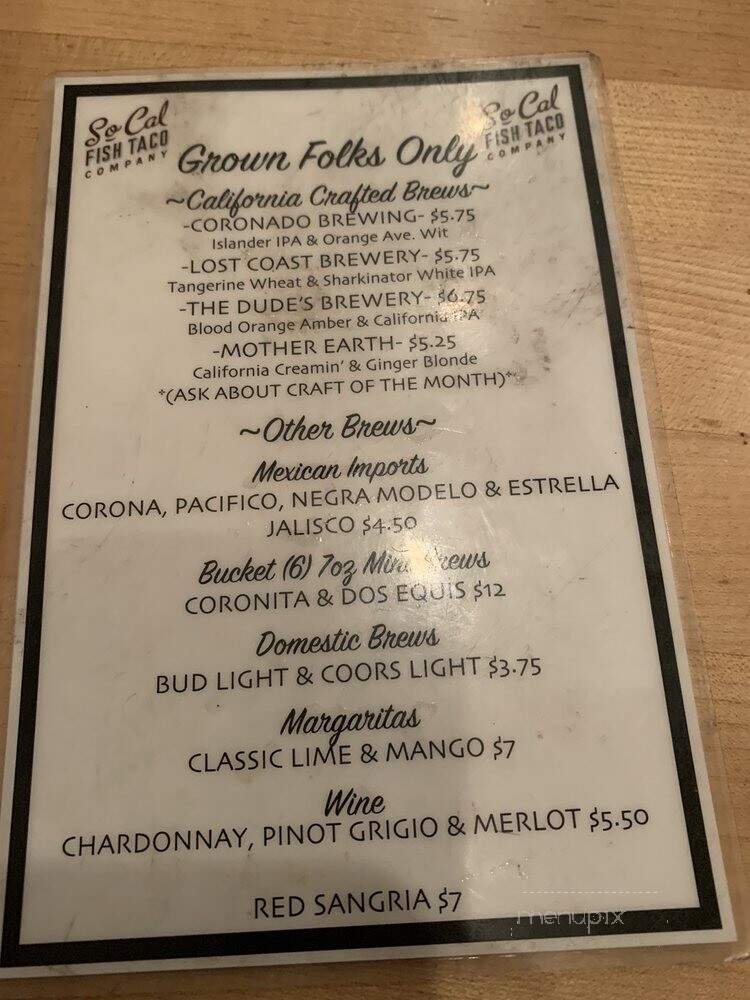 So Cal
FISH TACO
COMPANY
So Cal
FISH TACO
COMPANY
Grown Folks Only
~California Crafted Brews~
-CORONADO BREWING- $5.75
Islander IPA & Orange Ave. Wit
-LOST COAST BREWERY- $5.75
Tangerine Wheat & Sharkinator White IPA
-THE DUDE'S BREWERY- $6.75
Blood Orange Amber & California IPA
-MOTHER EARTH- $5.25
California Creamin' & Ginger Blonde
*(ASK ABOUT CRAFT OF THE MONTH)*
~Other Brews~
Mexican Imports
CORONA, PACIFICO, NEGRA MODELO & ESTRELLA
JALISCO $4.50
Bucket (6) 7oz Mini Brews
CORONITA & DOS EQUIS $12
Domestic Brews
BUD LIGHT & COORS LIGHT $3.75
Margaritas
CLASSIC LIME & MANGO $7
Wine
CHARDONNAY, PINOT GRIGIO & MERLOT $5.50
RED SANGRIA $7
menupix